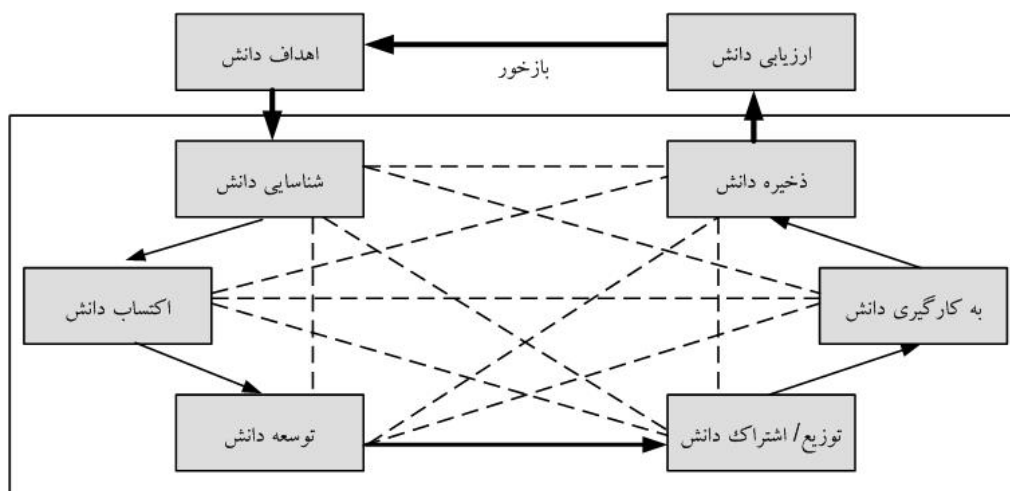 ارزیابی دانش
اهداف دانش
بازخور
ذخیره دانش
شناسایی دانش
به کارگیری دانش
اکتساب دانش
توزیع/ اشتراک دانش
توسعه دانش